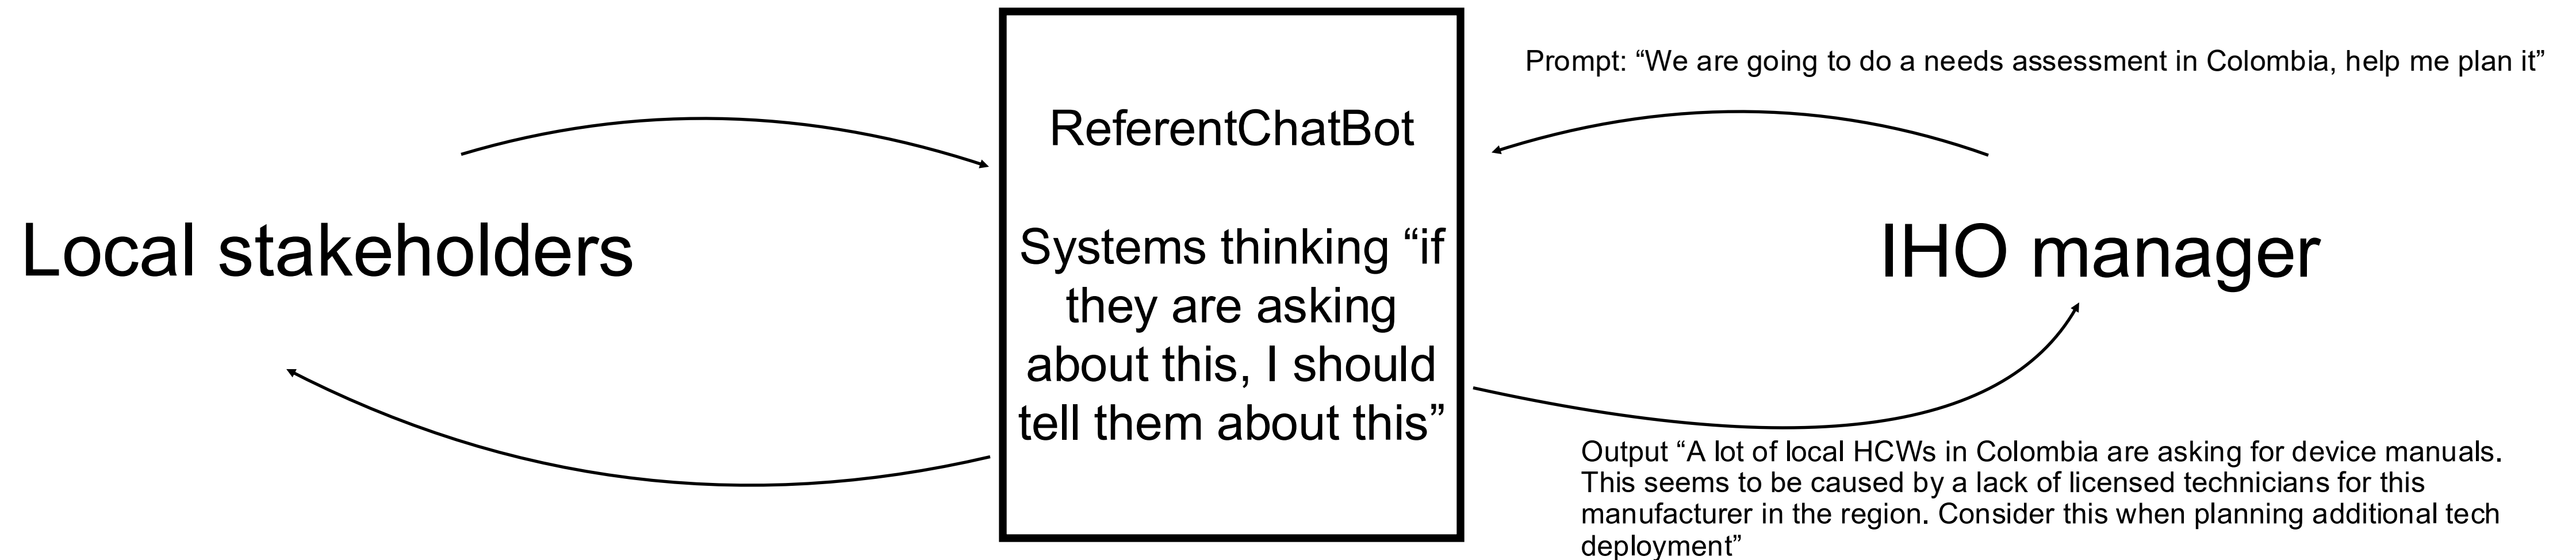 Local stakeholders
ReferentChatBot
Systems thinking “if
they are asking
about this, I should
tell them about this”
Prompt: “We are going to do a needs assessment in Colombia, help me plan it”
IHO manager
Output “A lot of local HCWs in Colombia are asking for device manuals.
This seems to be caused by a lack of licensed technicians for this
manufacturer in the region. Consider this when planning additional tech
deployment”